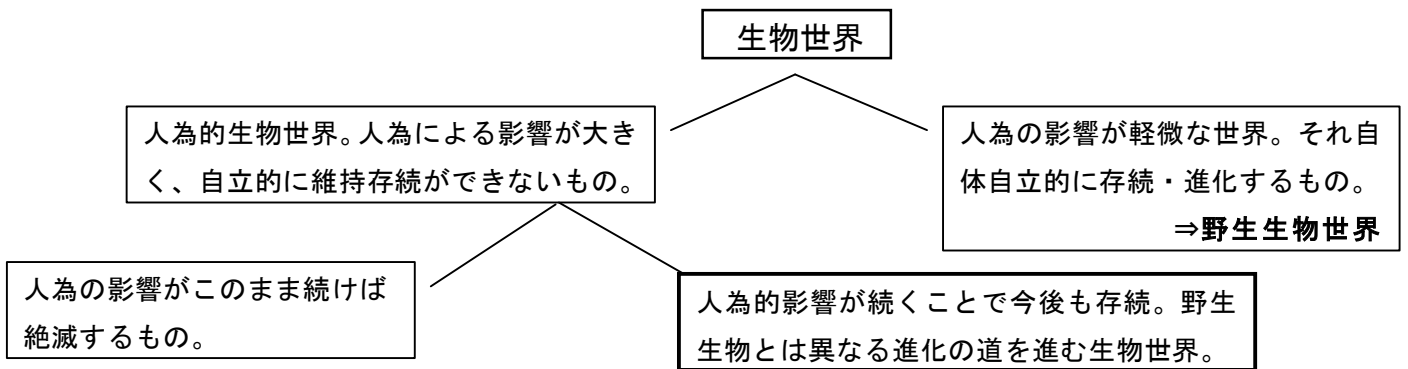 生物世界
人為的生物世界。人為による影響が大き
く、自立的に維持存続ができないもの。
人為の影響が軽微な世界。それ自
体自立的に存続・進化するもの。
⇒野生生物世界
人為の影響がこのまま続けば
絶滅するもの。
人為的影響が続くことで今後も存続。野生
生物とは異なる進化の道を進む生物世界。